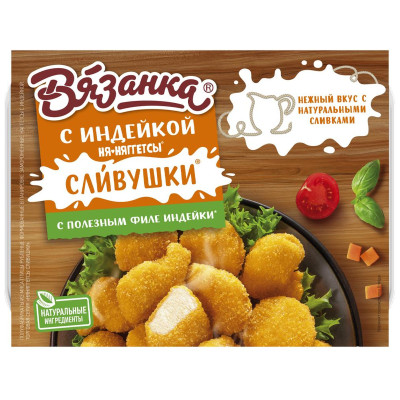 Вязанка®
С ИНДЕЙКОЙ
НЯ•НЯГГЕТСЫ
СЛИВУШКИ®
С ПОЛЕЗНЫМ ФИЛЕ ИНДЕЙКИ*
НЕЖНЫЙ ВКУС С
НАТУРАЛЬНЫМИ
СЛИВКАМИ
НАТУРАЛЬНЫЕ
ИНГРЕДИЕНТЫ